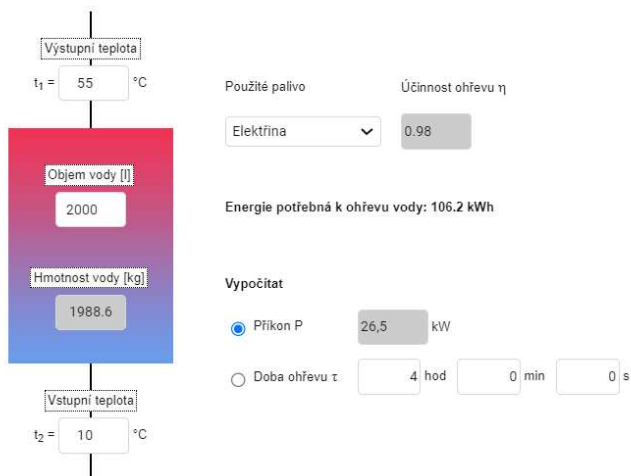 Výstupní teplota
t₁ = 55 °C
Použité palivo Účinnost ohřevu η
Elektřina 0.98
Objem vody [l]
2000
Energie potřebná k ohřevu vody: 106.2 kWh
Hmotnost vody [kg]
1988.6
Vypočítat
Příkon P 26,5 kW
Doba ohřevu τ 4 hod 0 min 0 s
Vstupní teplota
t₂ = 10 °C